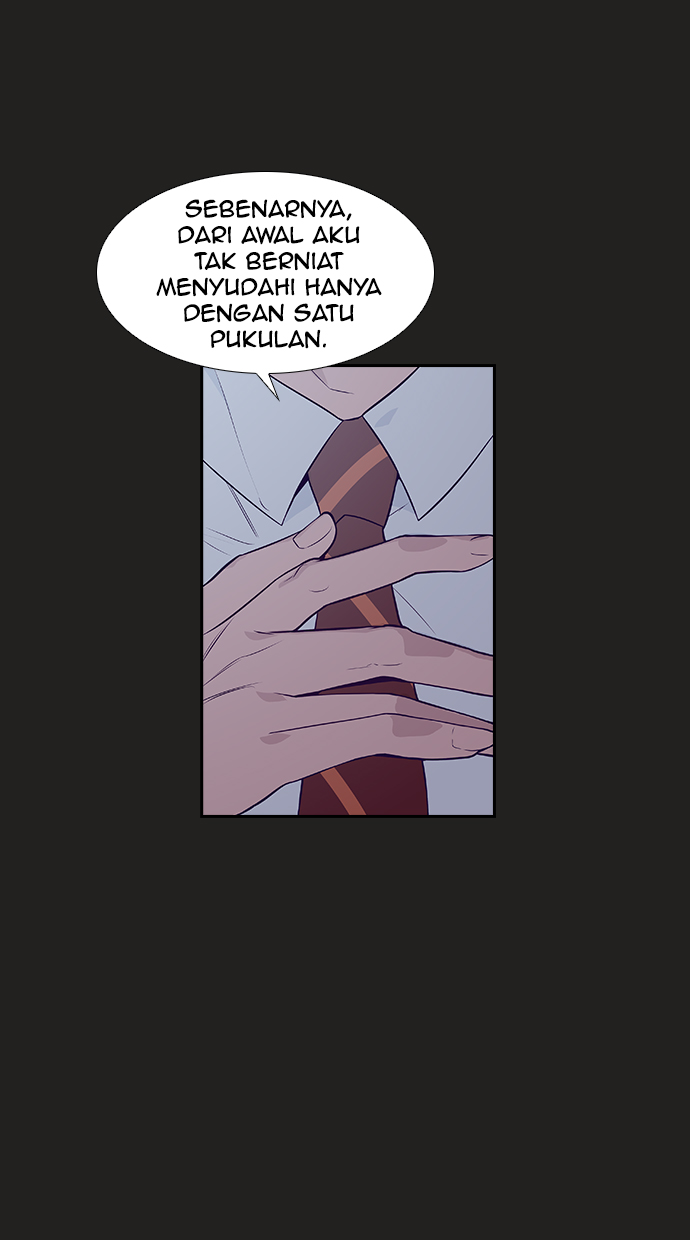 SEBENARNYA,
DARI AWAL AKU
TAK BERNIAT
MENYUDAHI HANYA
DENGAN SATU
PUKULAN.